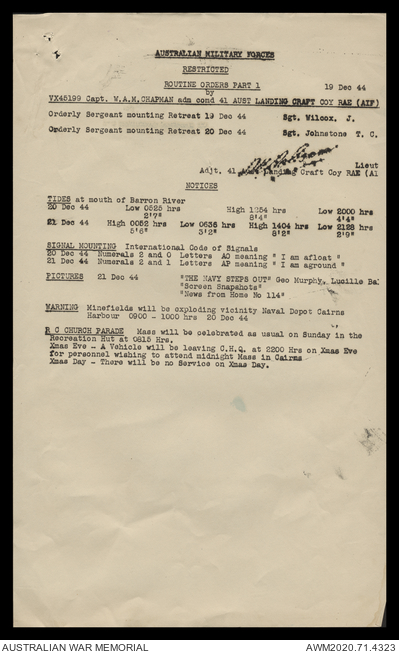 AUSTRALIAN MILITARY FORCES
RESTRICTED
ROUTINE ORDERS PART 1 19 Dec 44
by
VX45199 Capt. W.A.M.CHAPMAN adm cond 41 AUST LANDING CRAFT COY RAE (AIF)
Orderly Sergeant mounting Retreat 19 Dec 44 Sgt. Wilcox, J.
Orderly Sergeant mounting Retreat 20 Dec 44 Sgt. Johnstone T. C.
Lieut
Adjt. 41 Landing Craft Coy RAE (AI
NOTICES
TIDES at mouth of Barron River
20 Dec 44 Low 0525 hrs High 1254 hrs Low 2000 hrs
2'7" 8'4" 4'4"
21 Dec 44 High 0052 hrs Low 0636 hrs High 1404 hrs Low 2128 hrs
5'6" 3'2" 8'2" 2'9"
SIGNAL MOUNTING International Code of Signals
20 Dec 44 Numerals 2 and 0 Letters AO meaning " I am afloat "
21 Dec 44 Numerals 2 and 1 Letters AP meaning " I am aground "
PICTURES 21 Dec 44 "THE NAVY STEPS OUT" Geo Murphy, Lucille Bal
"Screen Snapshots"
"News from Home No 114"
WARNING Minefields will be exploding vicinity Naval Depot Cairns
Harbour 0900 - 1000 hrs 20 Dec 44
R C CHURCH PARADE Mass will be celebrated as usual on Sunday in the
Recreation Hut at 0815 Hrs.
Xmas Eve - A Vehicle will be leaving C.H.Q. at 2200 Hrs on Xmas Eve
for personnel wishing to attend midnight Mass in Cairns
Xmas Day - There will be no Service on Xmas Day.
AUSTRALIAN WAR MEMORIAL AWM2020.71.4323